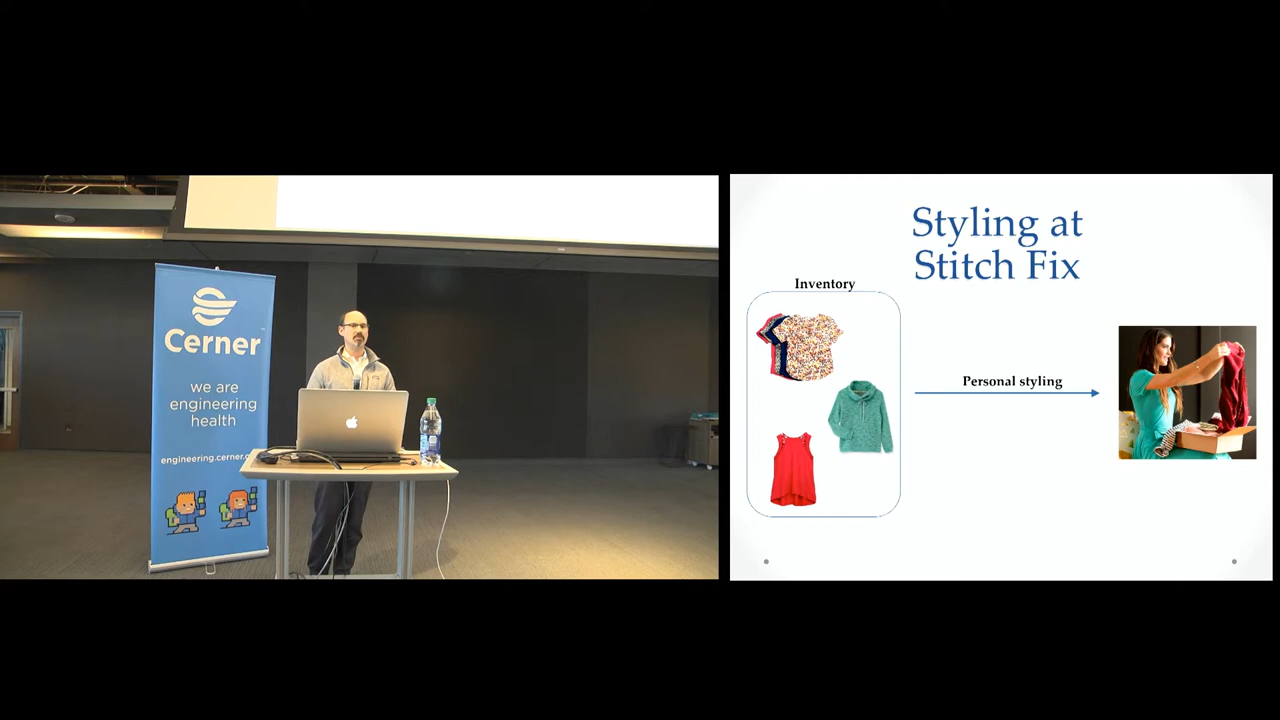 Cerner
we are
engineering
health
engineering.cerner.c
Styling at
Stitch Fix
Inventory
Personal styling